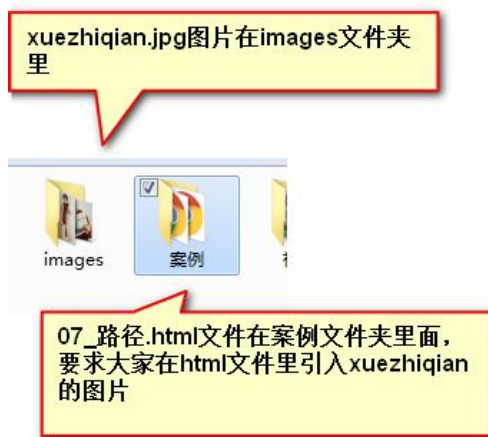 xuezhiqian.jpg图片在images文件夹
里
images
案例
07_路径.html文件在案例文件夹里面，
要求大家在html文件里引入xuezhiqian
的图片